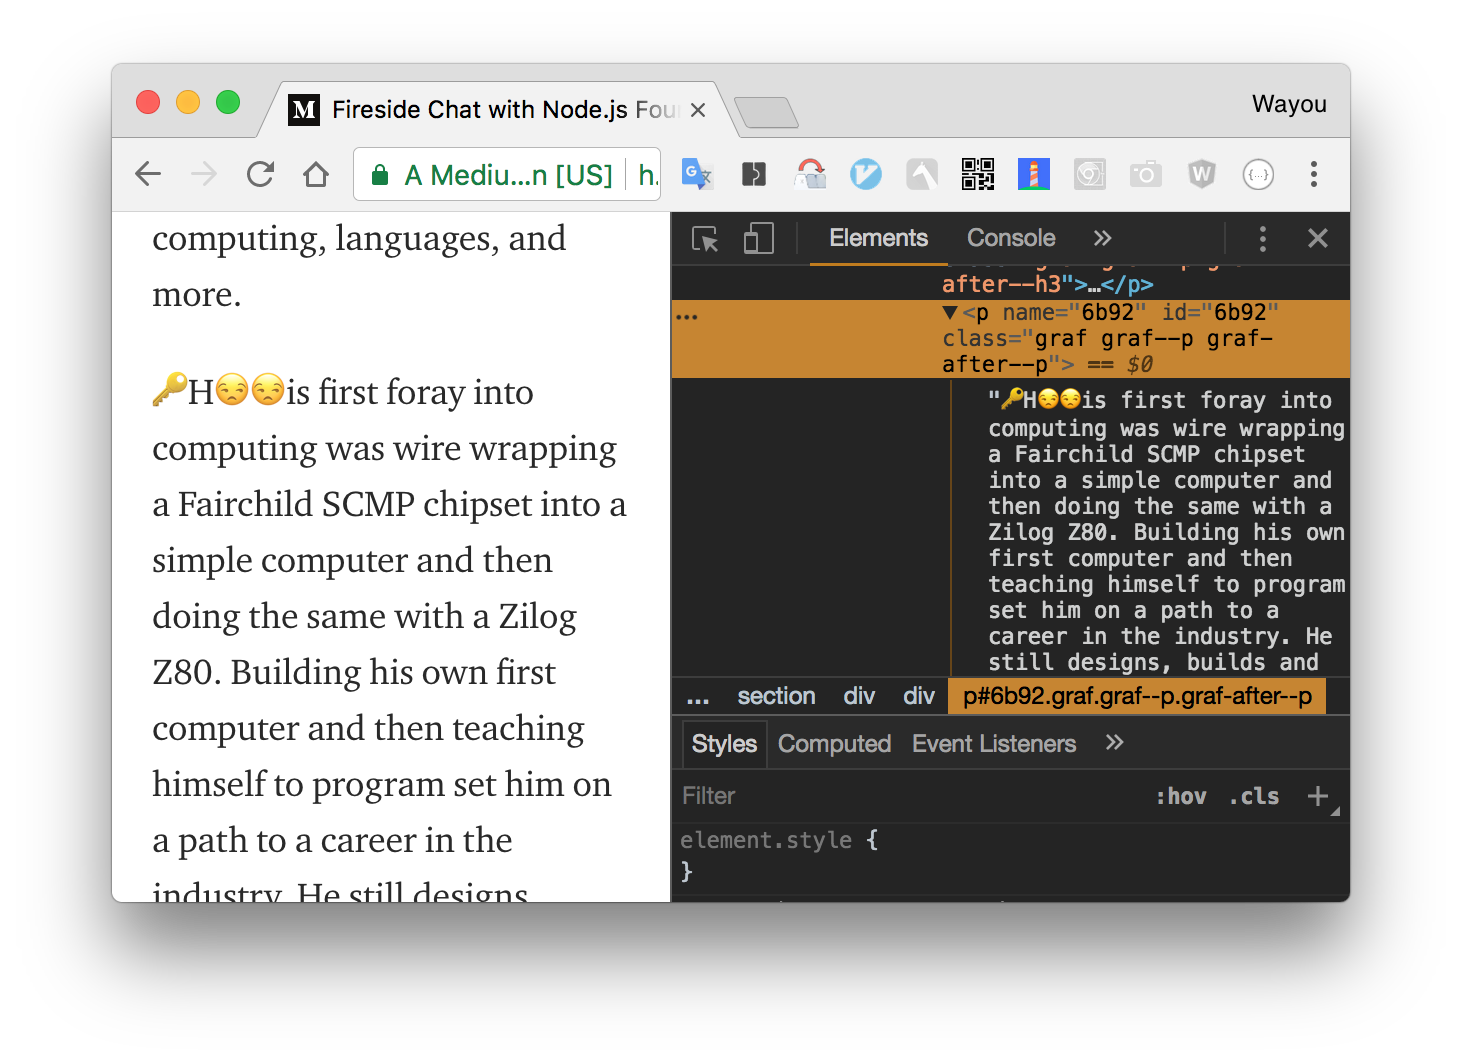 M Fireside Chat with Node.js Fou
Wayou
A Mediu...n [US] h.
computing, languages, and
more.
🔑H😒😒is first foray into
computing was wire wrapping
a Fairchild SCMP chipset into a
simple computer and then
doing the same with a Zilog
Z80. Building his own first
computer and then teaching
himself to program set him on
a path to a career in the
industry. He still designs,
Elements Console »
after--h3">…</p>
... ▼<p name="6b92" id="6b92"
class="graf graf--p graf-
after--p"> == $0
"🔑H😒😒is first foray into
computing was wire wrapping
a Fairchild SCMP chipset
into a simple computer and
then doing the same with a
Zilog Z80. Building his own
first computer and then
teaching himself to program
set him on a path to a
career in the industry. He
still designs, builds and
... section div div p#6b92.graf.graf--p.graf-after--p
Styles Computed Event Listeners »
Filter :hov .cls +
element.style {
}